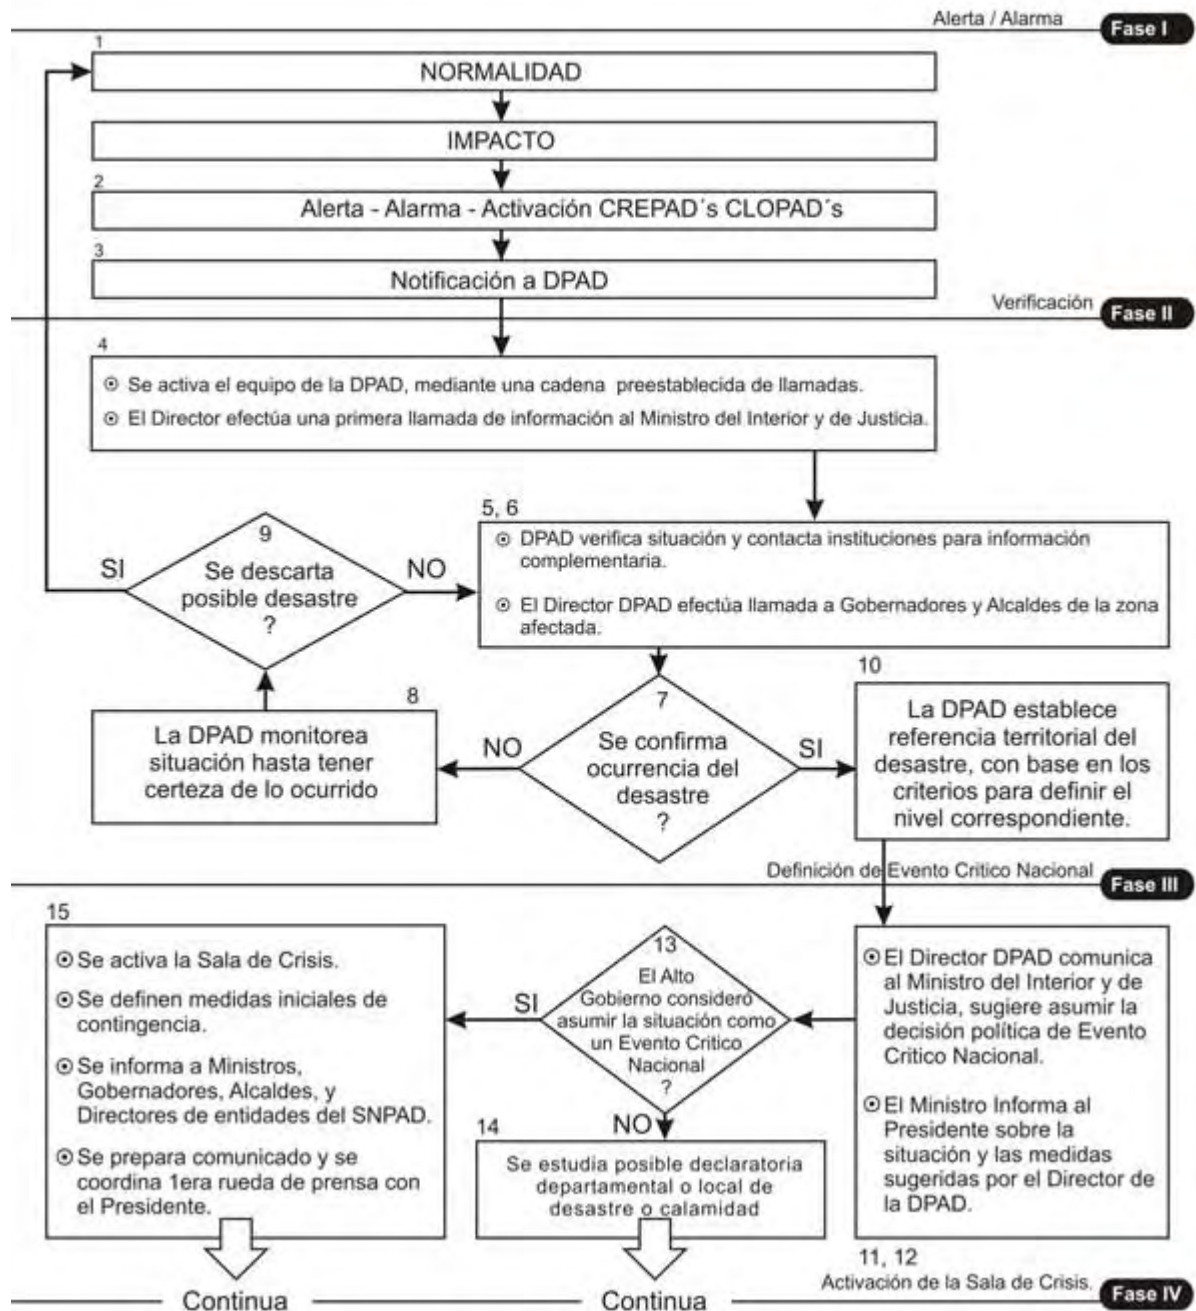 Alerta / Alarma
Fase I
1
NORMALIDAD
IMPACTO
2
Alerta - Alarma - Activación CREPAD´s CLOPAD´s
3
Notificación a DPAD
Verificación
Fase II
4
Se activa el equipo de la DPAD, mediante una cadena preestablecida de llamadas.
El Director efectúa una primera llamada de información al Ministro del Interior y de Justicia.
5, 6
DPAD verifica situación y contacta instituciones para información
complementaria.
El Director DPAD efectúa llamada a Gobernadores y Alcaldes de la zona
afectada.
9
Se descarta
posible desastre
?
SI
NO
8
La DPAD monitorea
situación hasta tener
certeza de lo ocurrido
7
Se confirma
ocurrencia del
desastre
?
NO
SI
10
La DPAD establece
referencia territorial del
desastre, con base en los
criterios para definir el
nivel correspondiente.
Definición de Evento Critico Nacional
Fase III
15
Se activa la Sala de Crisis.
Se definen medidas iniciales de
contingencia.
Se informa a Ministros,
Gobernadores, Alcaldes, y
Directores de entidades del SNPAD.
Se prepara comunicado y se
coordina 1era rueda de prensa con
el Presidente.
13
El Alto
Gobierno consideró
asumir la situación como
un Evento Critico
Nacional
?
SI
NO
14
Se estudia posible declaratoria
departamental o local de
desastre o calamidad
El Director DPAD comunica
al Ministro del Interior y de
Justicia, sugiere asumir la
decisión política de Evento
Critico Nacional.
El Ministro Informa al
Presidente sobre la
situación y las medidas
sugeridas por el Director de
la DPAD.
11, 12
Activación de la Sala de Crisis.
Fase IV
Continua
Continua